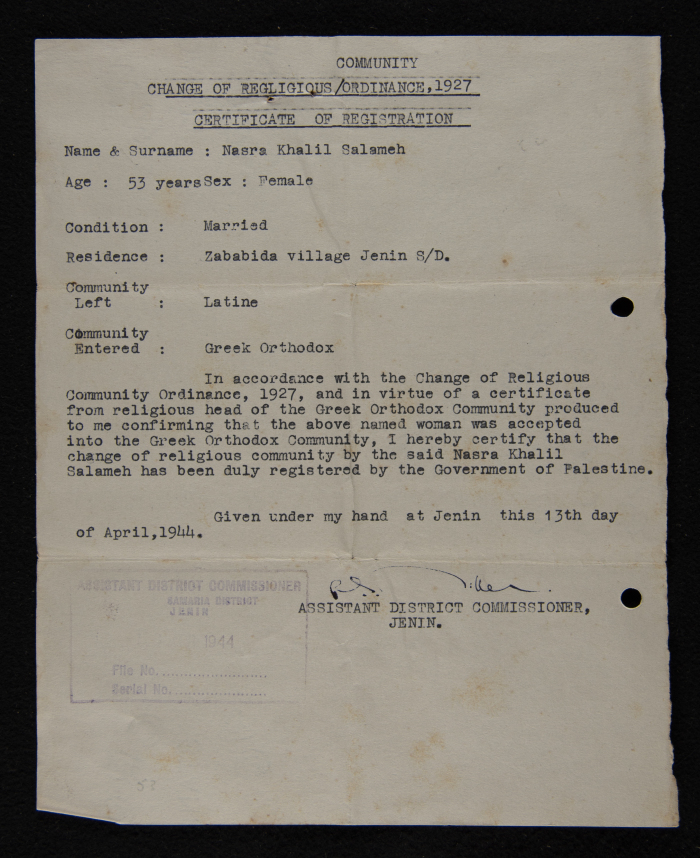 COMMUNITY
CHANGE OF REGLIGIOUS/ORDINANCE,1927
CERTIFICATE OF REGISTRATION
Name & Surname : Nasra Khalil Salameh
Age : 53 years Sex : Female
Condition : Married
Residence : Zababida village Jenin S/D.
Community
Left : Latine
Community
Entered : Greek Orthodox
In accordance with the Change of Religious
Community Ordinance, 1927, and in virtue of a certificate
from religious head of the Greek Orthodox Community produced
to me confirming that the above named woman was accepted
into the Greek Orthodox Community, I hereby certify that the
change of religious community by the said Nasra Khalil
Salameh has been duly registered by the Government of Palestine.
Given under my hand at Jenin this 13th day
of April,1944.
ASSISTANT DISTRICT COMMISSIONER
SAMARIA DISTRICT
JENIN
1944
File No.
Serial No.
ASSISTANT DISTRICT COMMISSIONER,
JENIN.
53